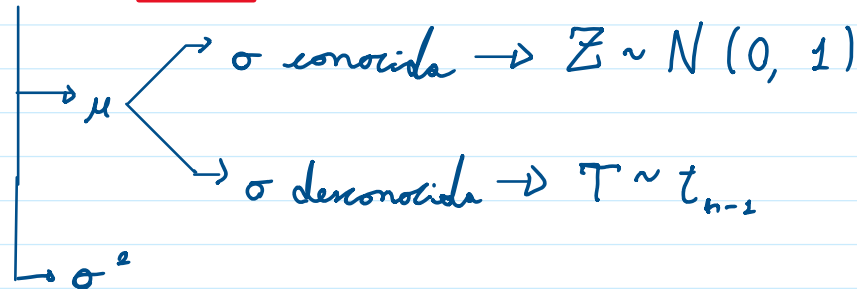 σ conocida → Z ~ N (0, 1)
→ μ
σ desconocida → T ~ t_{n-1}
→ σ²